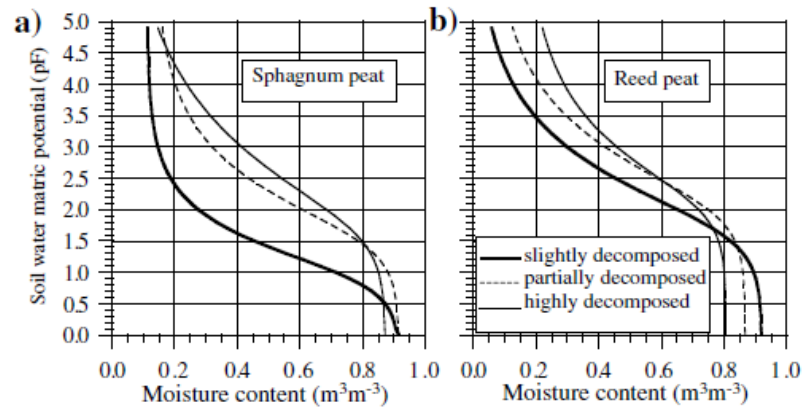 a)
Soil water matric potential (pF)
5.0
4.5
4.0
3.5
3.0
2.5
2.0
1.5
1.0
0.5
0.0
Sphagnum peat
0.0 0.2 0.4 0.6 0.8 1.0
Moisture content (m³m⁻³)
b)
Reed peat
slightly decomposed
partially decomposed
highly decomposed
0.0 0.2 0.4 0.6 0.8 1.0
Moisture content (m³m⁻³)